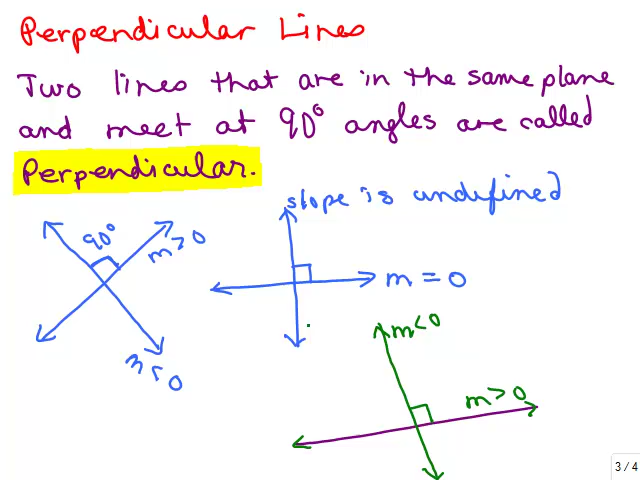 Perpendicular Lines
Two lines that are in the same plane
and meet at 90° angles are called
Perpendicular.
slope is undefined
90°
m > 0
m = 0
m < 0
m < 0
m > 0
3 / 4